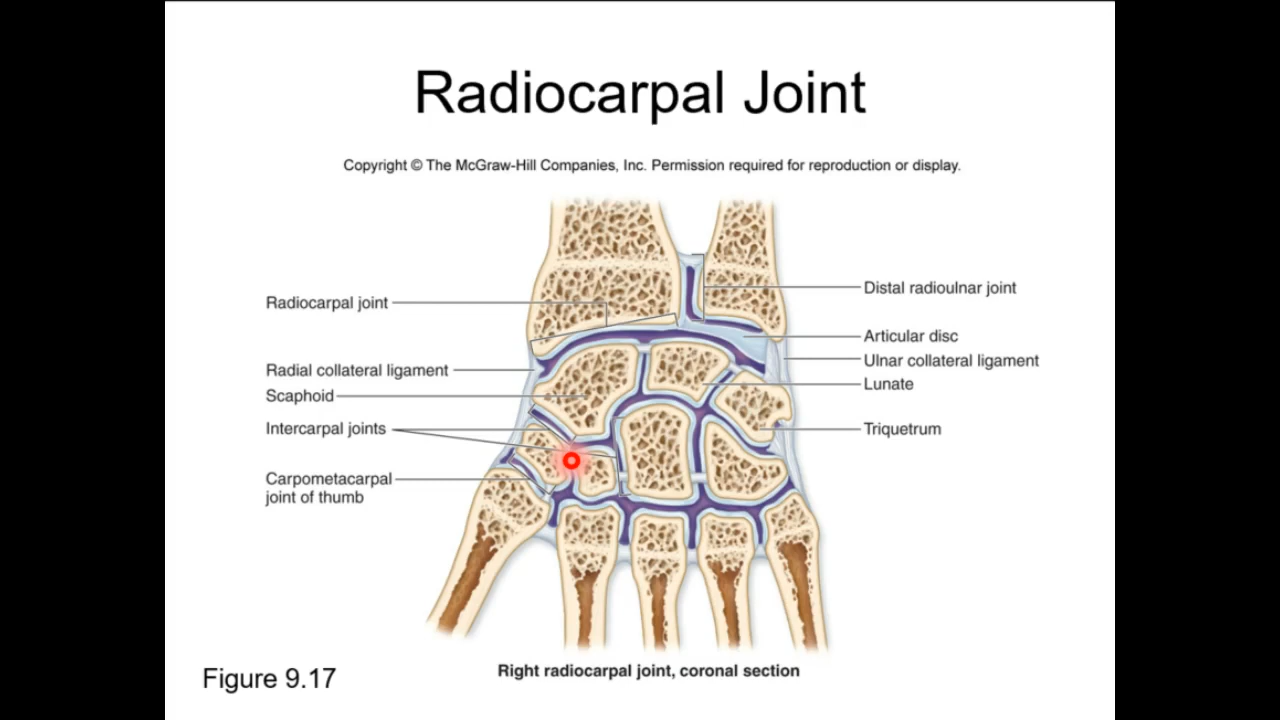 Radiocarpal Joint
Copyright © The McGraw-Hill Companies, Inc. Permission required for reproduction or display.
Radiocarpal joint
Radial collateral ligament
Scaphoid
Intercarpal joints
Carpometacarpal
joint of thumb
Distal radioulnar joint
Articular disc
Ulnar collateral ligament
Lunate
Triquetrum
Right radiocarpal joint, coronal section
Figure 9.17